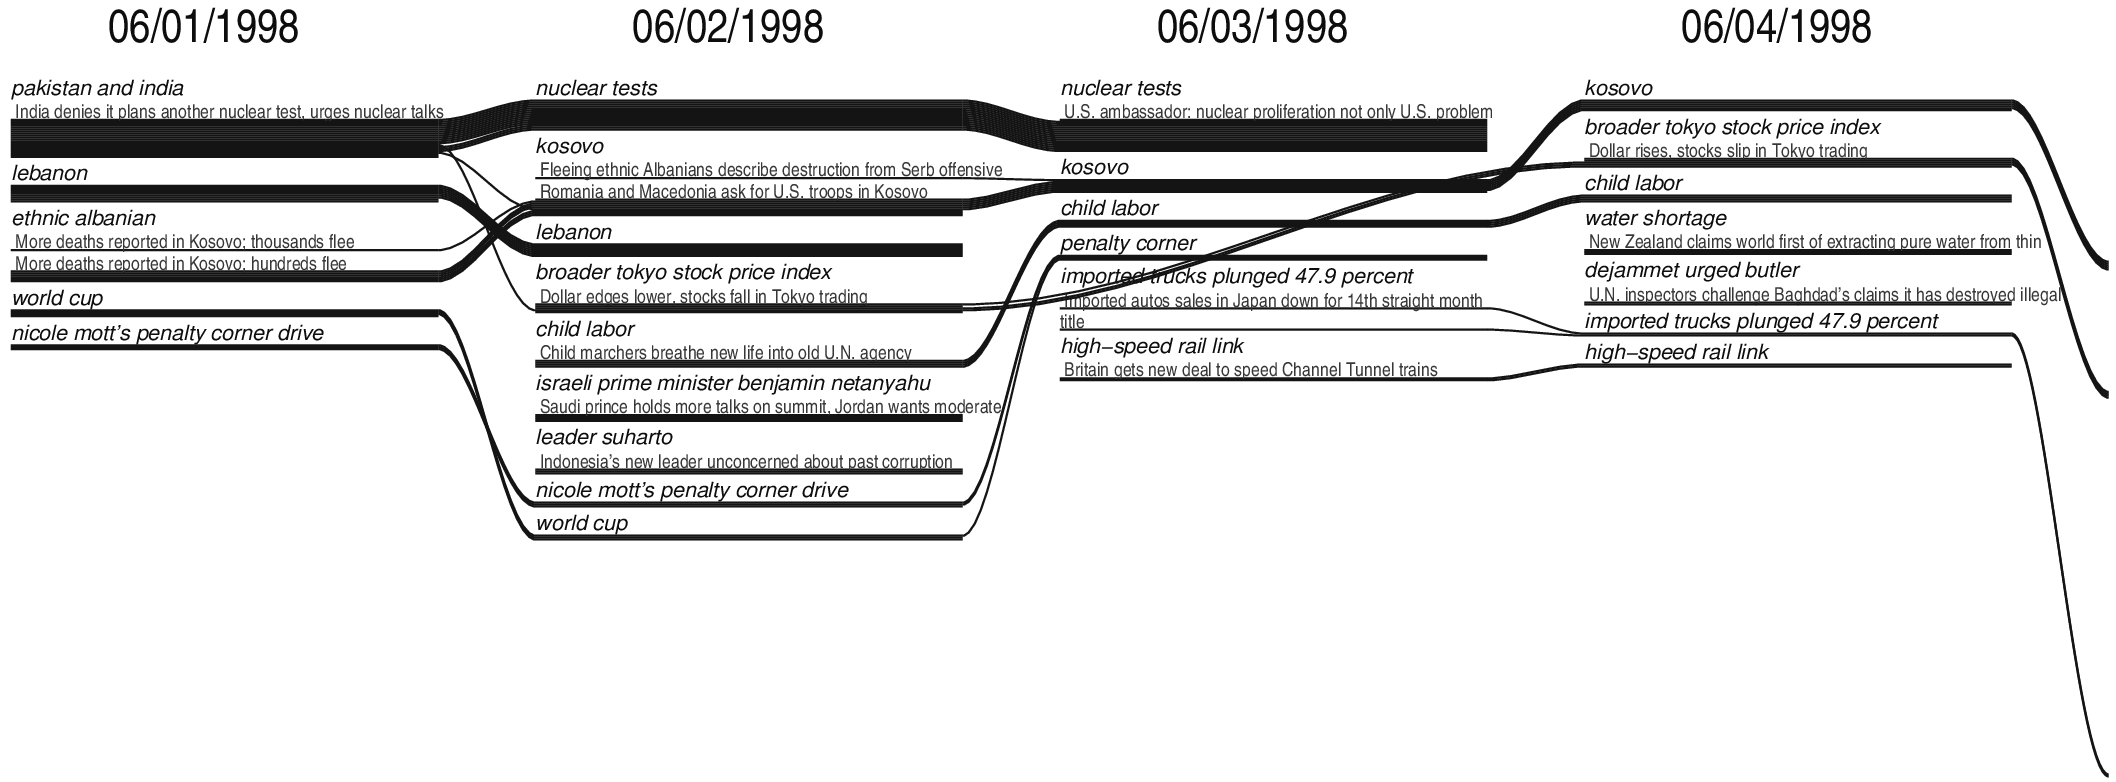 06/01/1998
pakistan and india
India denies it plans another nuclear test, urges nuclear talks
lebanon
ethnic albanian
More deaths reported in Kosovo; thousands flee
More deaths reported in Kosovo; hundreds flee
world cup
nicole mott's penalty corner drive
06/02/1998
nuclear tests
kosovo
Fleeing ethnic Albanians describe destruction from Serb offensive
Romania and Macedonia ask for U.S. troops in Kosovo
lebanon
broader tokyo stock price index
Dollar edges lower, stocks fall in Tokyo trading
child labor
Child marchers breathe new life into old U.N. agency
israeli prime minister benjamin netanyahu
Saudi prince holds more talks on summit, Jordan wants moderate
leader suharto
Indonesia's new leader unconcerned about past corruption
nicole mott's penalty corner drive
world cup
06/03/1998
nuclear tests
U.S. ambassador: nuclear proliferation not only U.S. problem
kosovo
child labor
penalty corner
imported trucks plunged 47.9 percent
Imported autos sales in Japan down for 14th straight month
title
high-speed rail link
Britain gets new deal to speed Channel Tunnel trains
06/04/1998
kosovo
broader tokyo stock price index
Dollar rises, stocks slip in Tokyo trading
child labor
water shortage
New Zealand claims world first of extracting pure water from thin
dejammet urged butler
U.N. inspectors challenge Baghdad's claims it has destroyed illegal
imported trucks plunged 47.9 percent
high-speed rail link